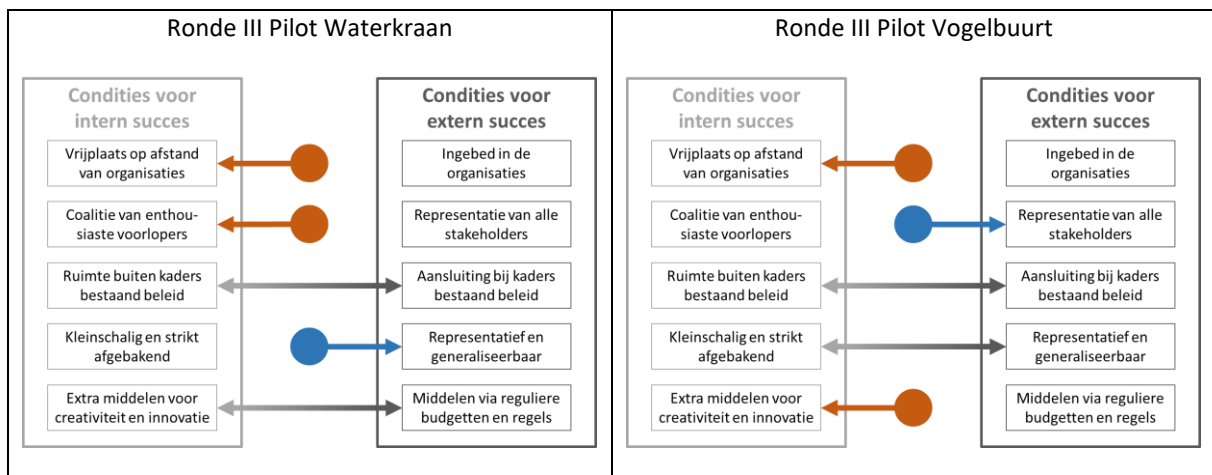 Ronde III Pilot Waterkraan
Condities voor
intern succes
Vrijplaats op afstand
van organisaties
Coalitie van enthou-
siaste voorlopers
Ruimte buiten kaders
bestaand beleid
Kleinschalig en strikt
afgebakend
Extra middelen voor
creativiteit en innovatie
Condities voor
extern succes
Ingebed in de
organisaties
Representatie van alle
stakeholders
Aansluiting bij kaders
bestaand beleid
Representatief en
generaliseerbaar
Middelen via reguliere
budgetten en regels
Ronde III Pilot Vogelbuurt
Condities voor
intern succes
Vrijplaats op afstand
van organisaties
Coalitie van enthou-
siaste voorlopers
Ruimte buiten kaders
bestaand beleid
Kleinschalig en strikt
afgebakend
Extra middelen voor
creativiteit en innovatie
Condities voor
extern succes
Ingebed in de
organisaties
Representatie van alle
stakeholders
Aansluiting bij kaders
bestaand beleid
Representatief en
generaliseerbaar
Middelen via reguliere
budgetten en regels